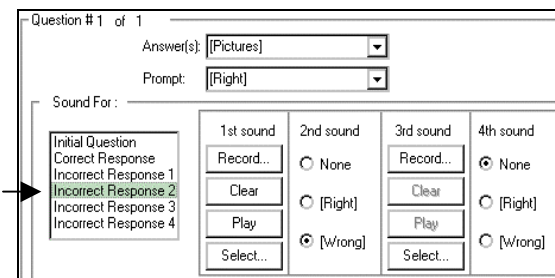 Question # 1 of 1
Answer(s): [Pictures]
Prompt: [Right]
Sound For :
Initial Question
Correct Response
Incorrect Response 1
Incorrect Response 2
Incorrect Response 3
Incorrect Response 4
1st sound
Record...
Clear
Play
Select...
2nd sound
None
[Right]
[Wrong]
3rd sound
Record...
Clear
Play
Select...
4th sound
None
[Right]
[Wrong]